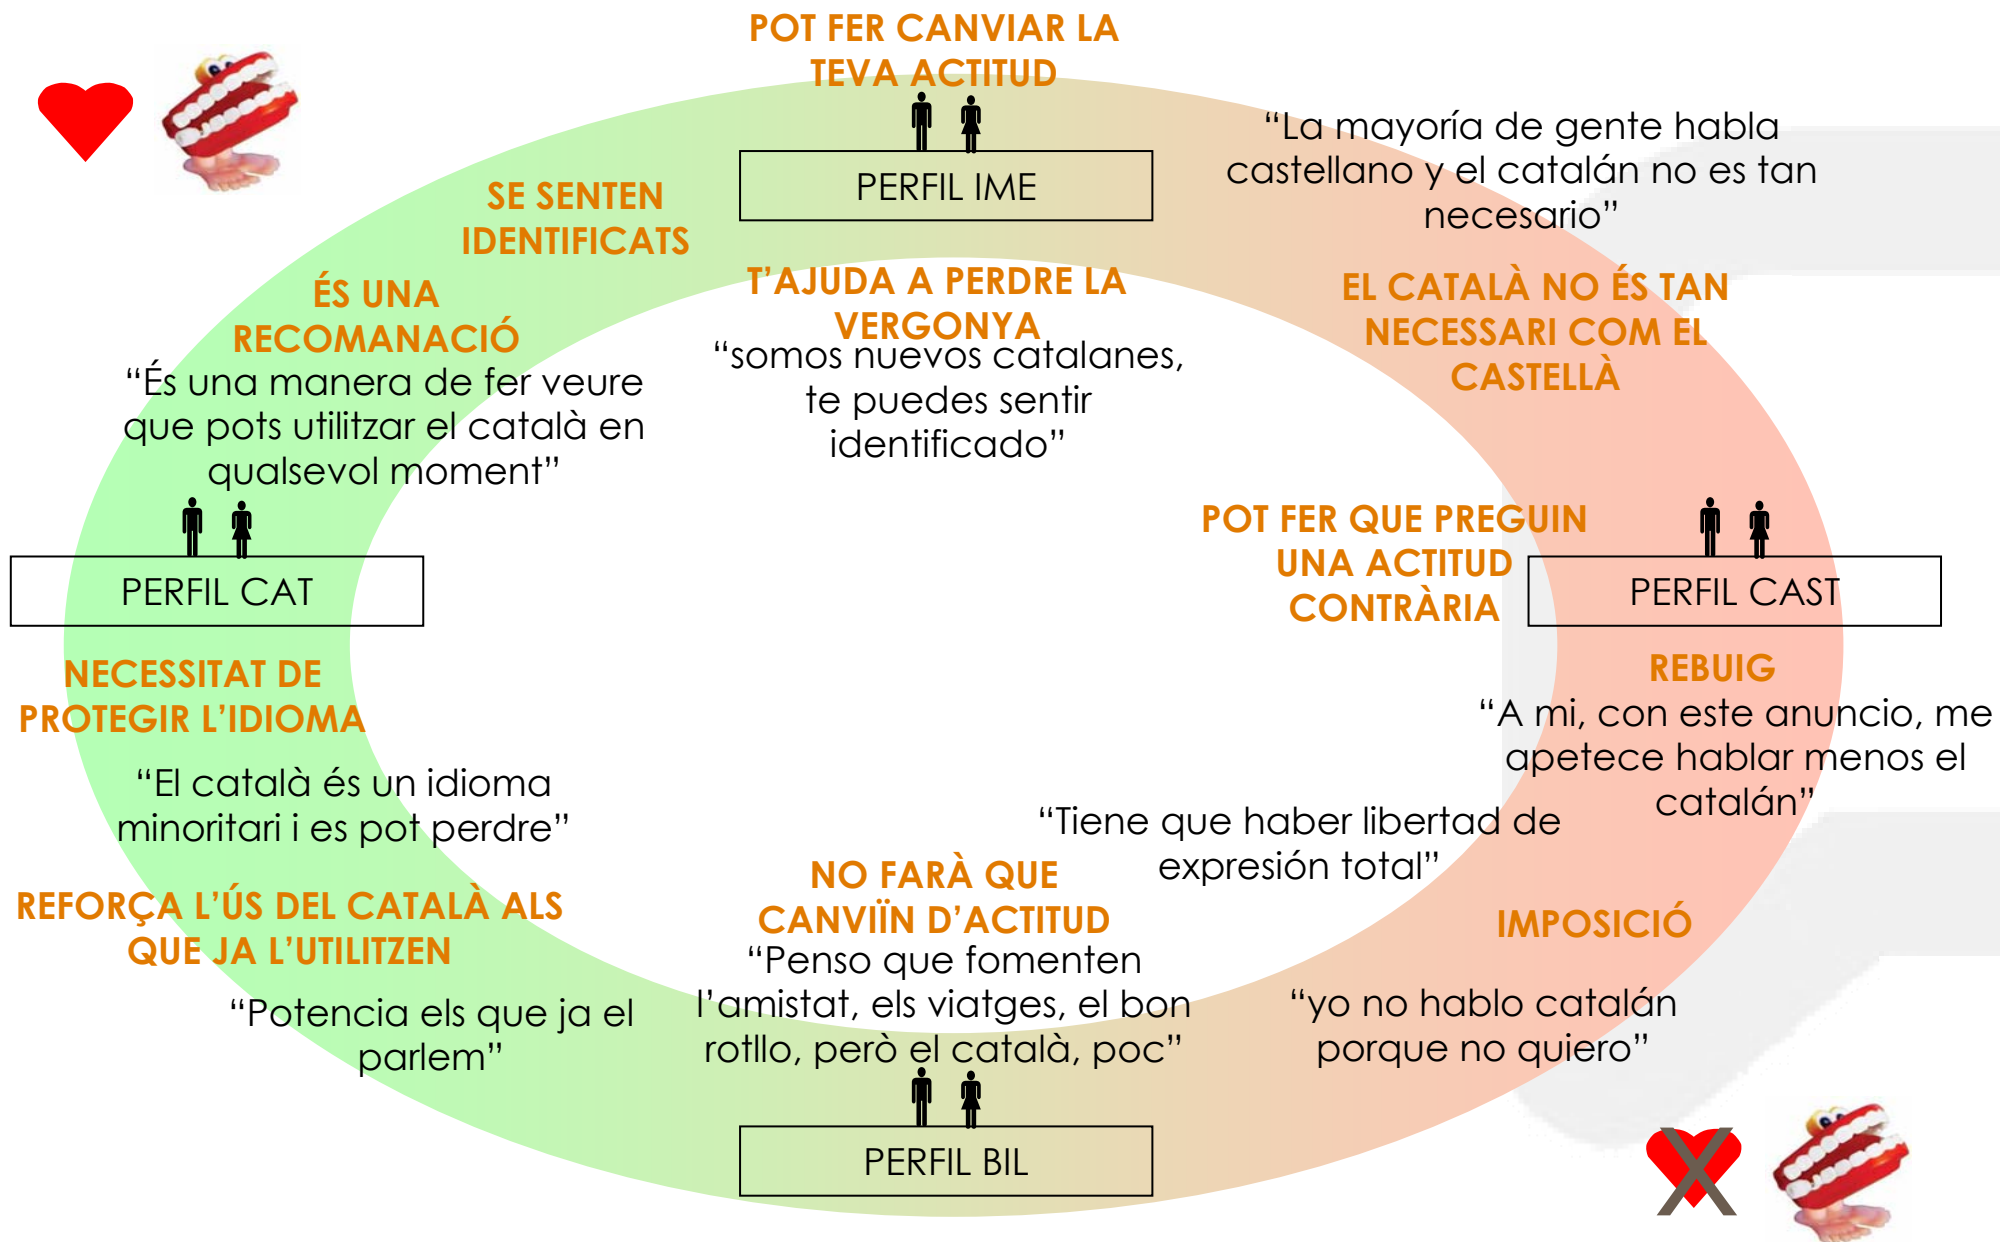 POT FER CANVIAR LA
TEVA ACTITUD
PERFIL IME
“La mayoría de gente habla
castellano y el catalán no es tan
necesario”
SE SENTEN
IDENTIFICATS
ÉS UNA
RECOMANACIÓ
“És una manera de fer veure
que pots utilitzar el català en
qualsevol moment”
T’AJUDA A PERDRE LA
VERGONYA
“somos nuevos catalanes,
te puedes sentir
identificado”
EL CATALÀ NO ÉS TAN
NECESSARI COM EL
CASTELLÀ
PERFIL CAT
POT FER QUE PREGUIN
UNA ACTITUD
CONTRÀRIA
PERFIL CAST
NECESSITAT DE
PROTEGIR L’IDIOMA
“El català és un idioma
minoritari i es pot perdre”
REBUIG
“A mi, con este anuncio, me
apetece hablar menos el
catalán”
“Tiene que haber libertad de
expresión total”
REFORÇA L’ÚS DEL CATALÀ ALS
QUE JA L’UTILITZEN
“Potencia els que ja el
parlem”
NO FARÀ QUE
CANVIÏN D’ACTITUD
“Penso que fomenten
l’amistat, els viatges, el bon
rotllo, però el català, poc”
IMPOSICIÓ
“yo no hablo catalán
porque no quiero”
PERFIL BIL
X